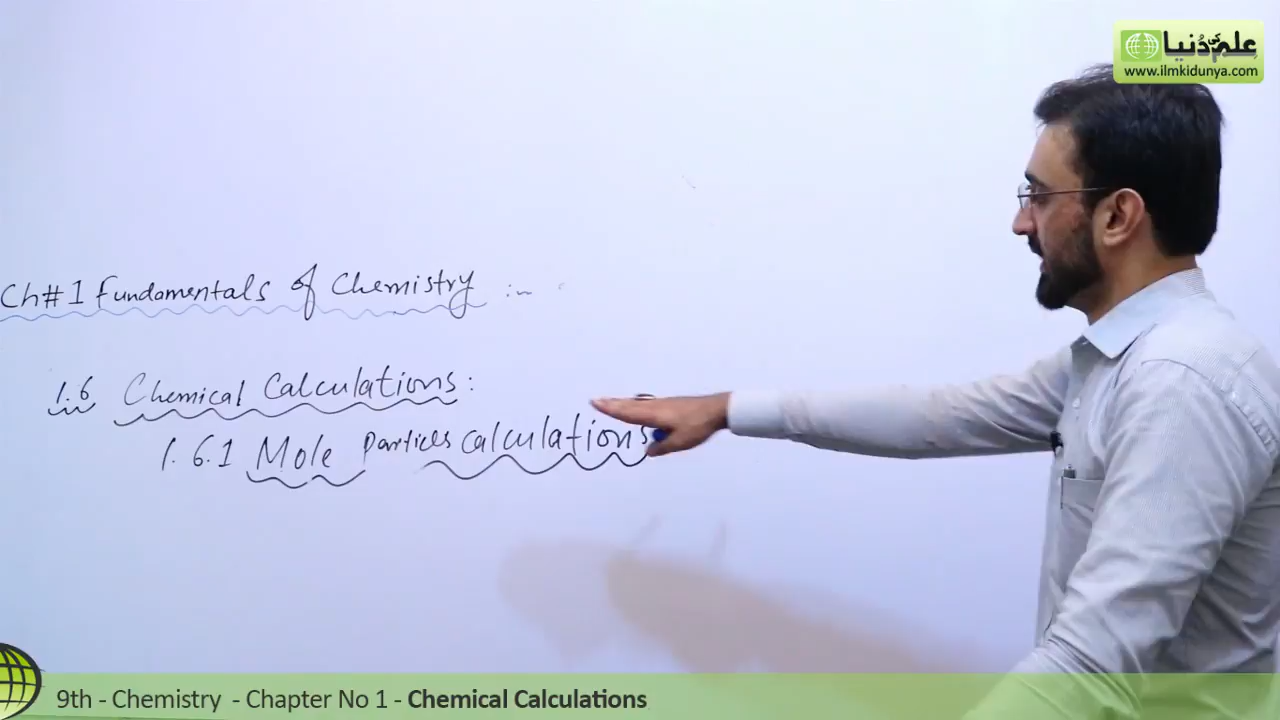 علم کی دُنیا
www.ilmkidunya.com
Ch#1 Fundamentals of Chemistry :~
1.6 Chemical Calculations:
1.6.1 Mole Particles calculations
9th - Chemistry - Chapter No 1 - Chemical Calculations